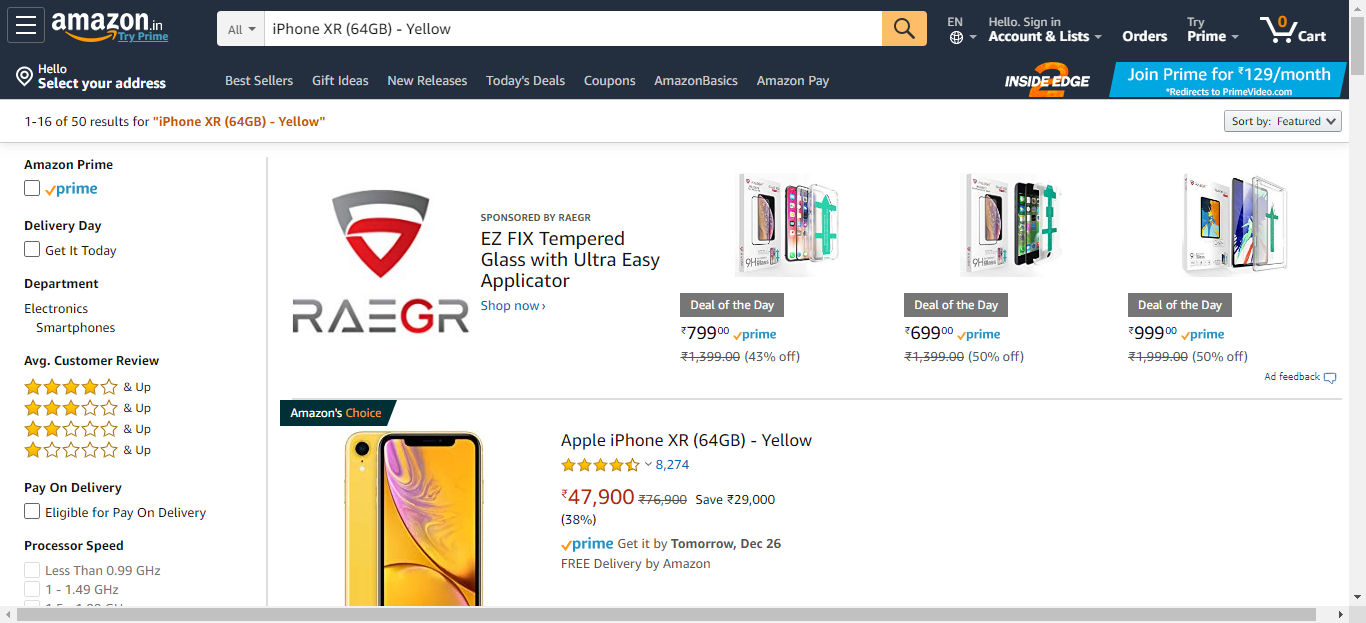 amazon.in
Try Prime
All
iPhone XR (64GB) - Yellow
EN
Hello. Sign in
Account & Lists
Orders
Try
Prime
0
Cart
Hello
Select your address
Best Sellers
Gift Ideas
New Releases
Today's Deals
Coupons
AmazonBasics
Amazon Pay
INSIDE EDGE
2
Join Prime for ₹129/month
*Redirects to PrimeVideo.com
1-16 of 50 results for "iPhone XR (64GB) - Yellow"
Sort by: Featured
Amazon Prime
prime
Delivery Day
Get It Today
Department
Electronics
Smartphones
Avg. Customer Review
& Up
& Up
& Up
& Up
Pay On Delivery
Eligible for Pay On Delivery
Processor Speed
Less Than 0.99 GHz
1 - 1.49 GHz
RAEGR
SPONSORED BY RAEGR
EZ FIX Tempered
Glass with Ultra Easy
Applicator
Shop now ›
Deal of the Day
₹79900 prime
₹1,399.00 (43% off)
Deal of the Day
₹69900 prime
₹1,399.00 (50% off)
Deal of the Day
₹99900 prime
₹1,999.00 (50% off)
Ad feedback
Amazon's Choice
Apple iPhone XR (64GB) - Yellow
8,274
₹47,900 ₹76,900 Save ₹29,000
(38%)
prime Get it by Tomorrow, Dec 26
FREE Delivery by Amazon